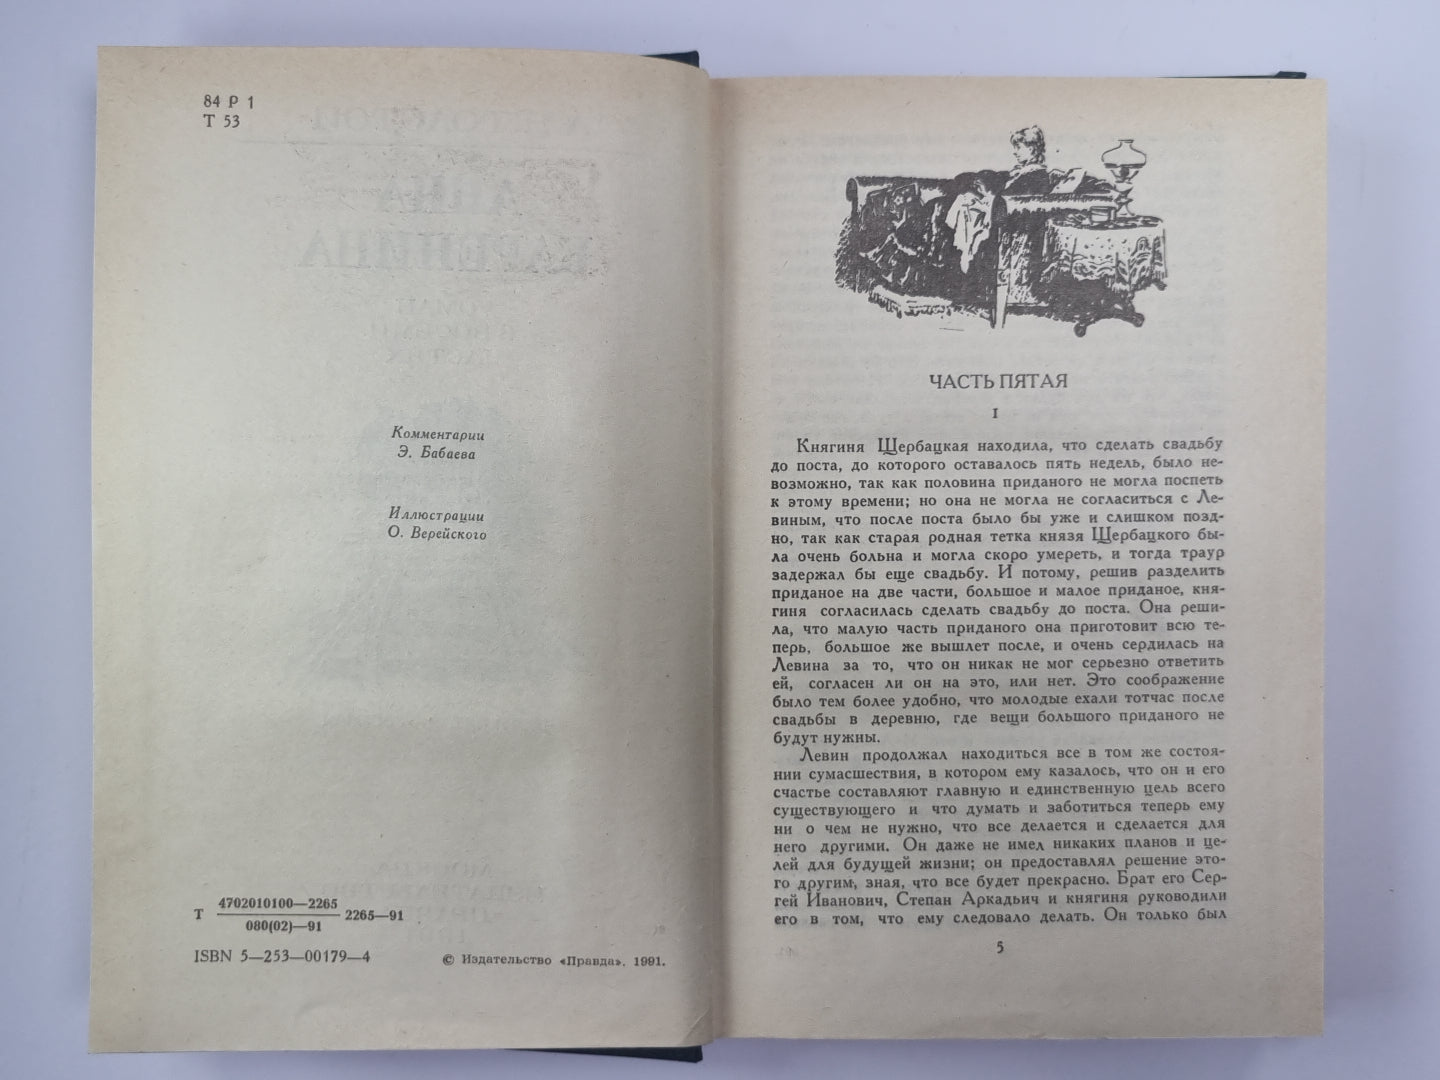 84 Р 1
Т 53
Комментарии
Э. Бабаева
Иллюстрации
О. Верейского
Т 4702010100—2265 2265—91
080(02)—91
ISBN 5—253—00179—4
© Издательство «Правда». 1991.
ЧАСТЬ ПЯТАЯ
I
Княгиня Щербацкая находила, что сделать свадьбу
до поста, до которого оставалось пять недель, было не-
возможно, так как половина приданого не могла поспеть
к этому времени; но она не могла не согласиться с Ле-
виным, что после поста было бы уже и слишком позд-
но, так как старая родная тетка князя Щербацкого бы-
ла очень больна и могла скоро умереть, и тогда траур
задержал бы еще свадьбу. И потому, решив разделить
приданое на две части, большое и малое приданое, кня-
гиня согласилась сделать свадьбу до поста. Она реши-
ла, что малую часть приданого она приготовит всю те-
перь, большое же вышлет после, и очень сердилась на
Левина за то, что он никак не мог серьезно ответить
ей, согласен ли он на это, или нет. Это соображение
было тем более удобно, что молодые ехали тотчас после
свадьбы в деревню, где вещи большого приданого не
будут нужны.
Левин продолжал находиться все в том же состоя-
нии сумасшествия, в котором ему казалось, что он и его
счастье составляют главную и единственную цель всего
существующего и что думать и заботиться теперь ему
ни о чем не нужно, что все делается и сделается для
него другими. Он даже не имел никаких планов и це-
лей для будущей жизни; он предоставлял решение это-
го другим, зная, что все будет прекрасно. Брат его Сер-
гей Иванович, Степан Аркадьич и княгиня руководили
его в том, что ему следовало делать. Он только был
5